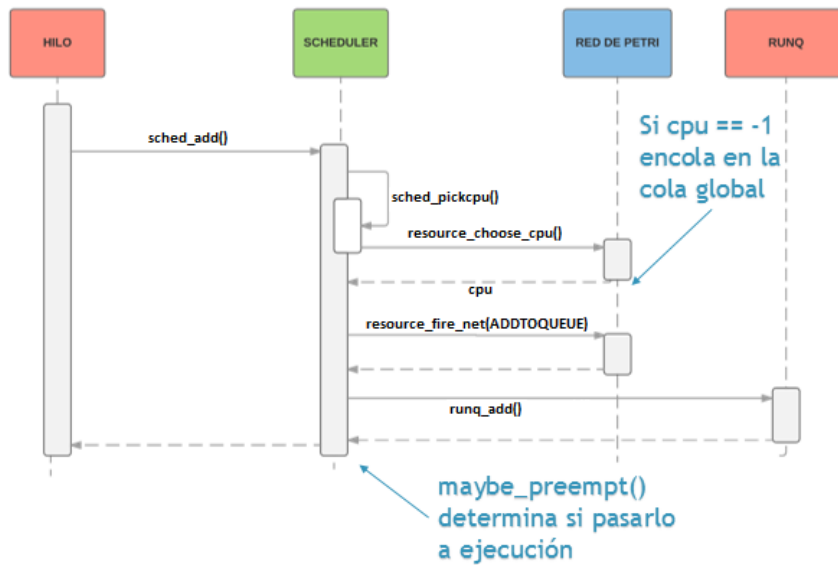 HILO
SCHEDULER
RED DE PETRI
RUNQ
sched_add()
Si cpu == -1
encola en la
cola global
sched_pickcpu()
resource_choose_cpu()
cpu
resource_fire_net(ADDTOQUEUE)
runq_add()
maybe_preempt()
determina si pasarlo
a ejecución